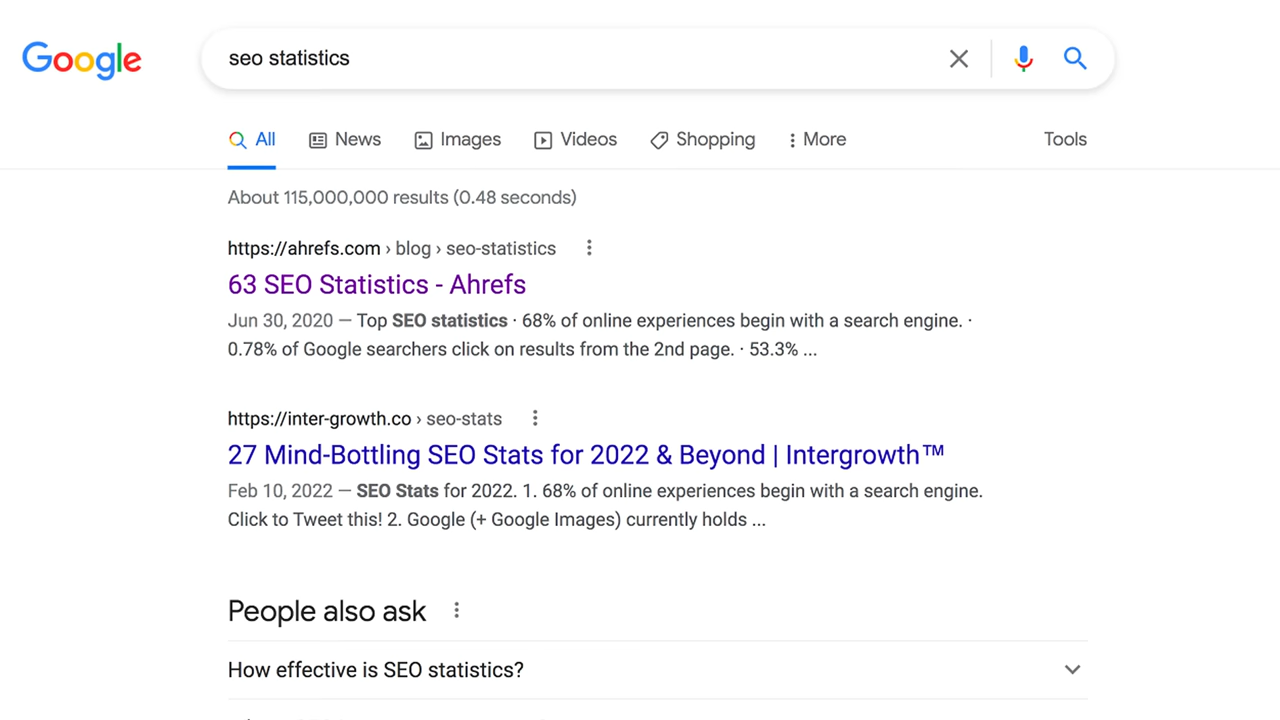 Google
seo statistics
All
News
Images
Videos
Shopping
More
Tools
About 115,000,000 results (0.48 seconds)
https://ahrefs.com › blog › seo-statistics
63 SEO Statistics - Ahrefs
Jun 30, 2020 — Top SEO statistics · 68% of online experiences begin with a search engine. ·
0.78% of Google searchers click on results from the 2nd page. · 53.3% ...
https://inter-growth.co › seo-stats
27 Mind-Bottling SEO Stats for 2022 & Beyond | Intergrowth™
Feb 10, 2022 — SEO Stats for 2022. 1. 68% of online experiences begin with a search engine.
Click to Tweet this! 2. Google (+ Google Images) currently holds ...
People also ask
How effective is SEO statistics?